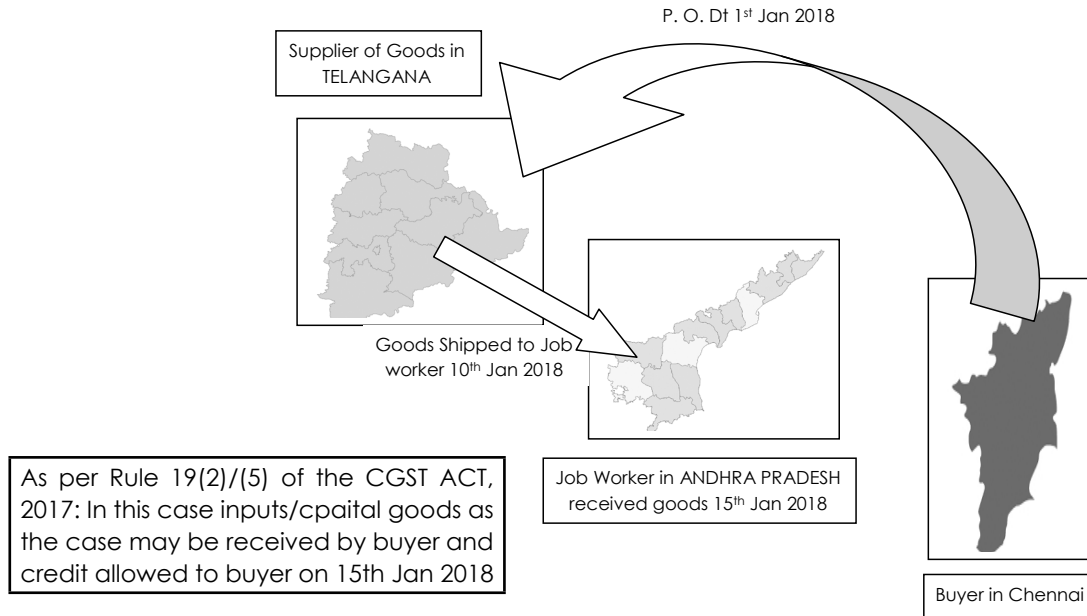 P. O. Dt 1st Jan 2018
Supplier of Goods in
TELANGANA
Goods Shipped to Job
worker 10th Jan 2018
Job Worker in ANDHRA PRADESH
received goods 15th Jan 2018
As per Rule 19(2)/(5) of the CGST ACT,
2017: In this case inputs/cpaital goods as
the case may be received by buyer and
credit allowed to buyer on 15th Jan 2018
Buyer in Chennai